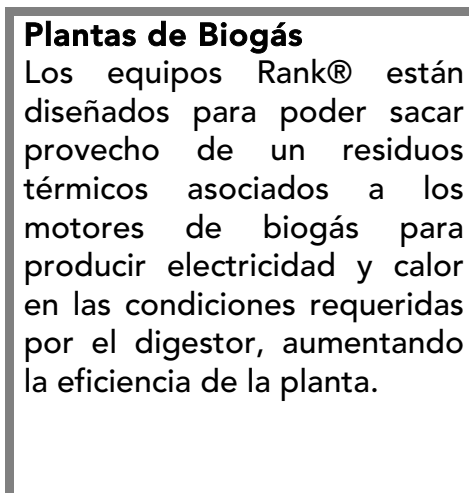 Plantas de Biogás
Los equipos Rank® están
diseñados para poder sacar
provecho de un residuos
térmicos asociados a los
motores de biogás para
producir electricidad y calor
en las condiciones requeridas
por el digestor, aumentando
la eficiencia de la planta.